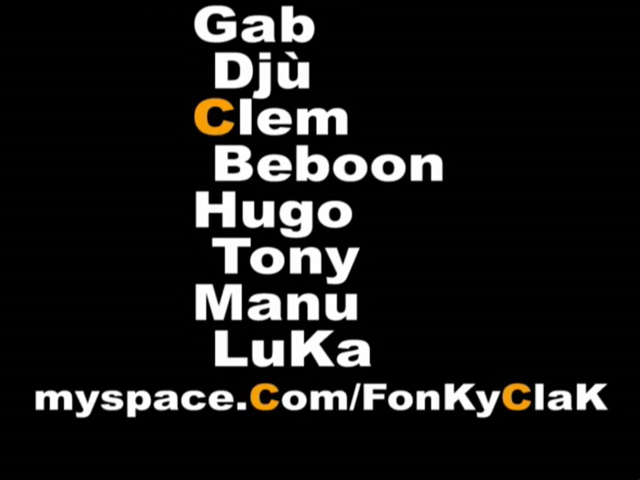 Gab
Djù
Clem
Beboon
Hugo
Tony
Manu
LuKa
myspace.Com/FonKyClaK